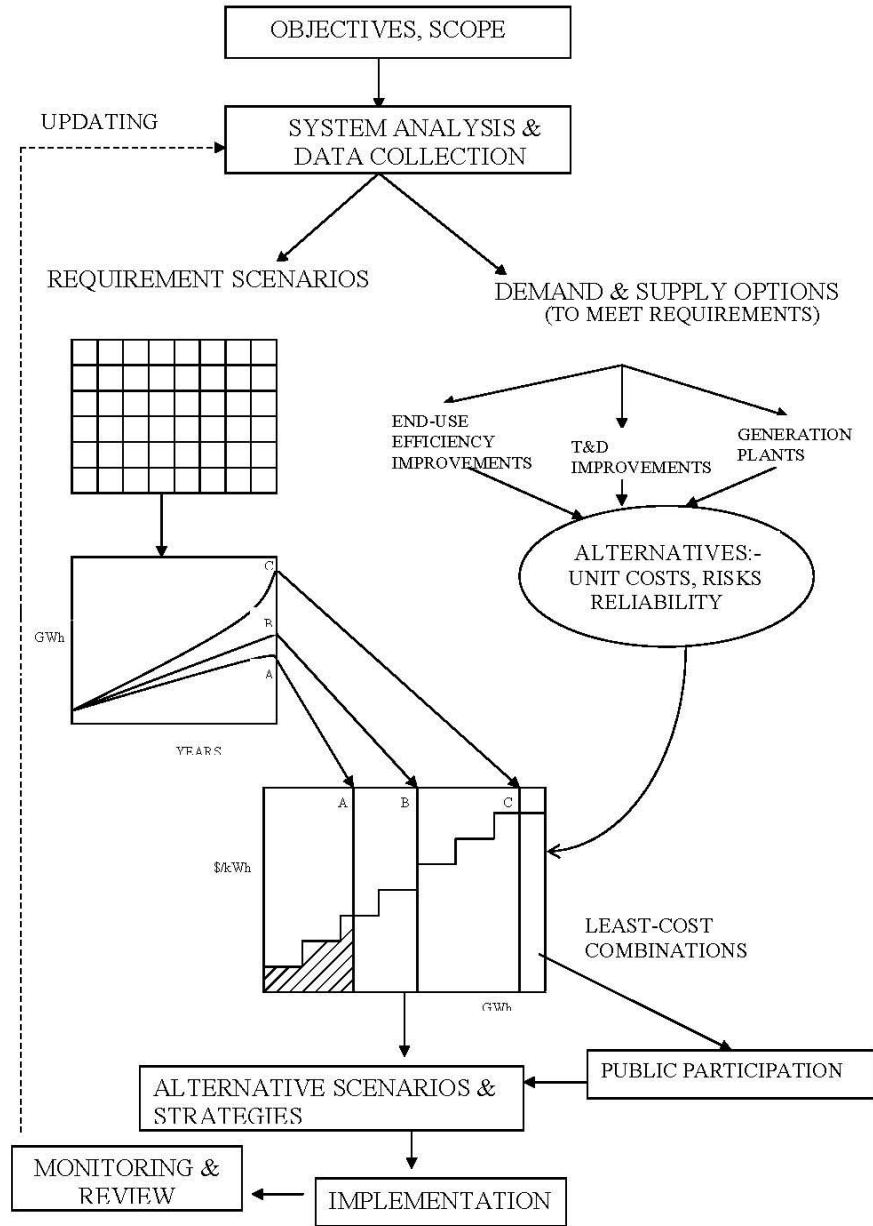 OBJECTIVES, SCOPE
UPDATING
SYSTEM ANALYSIS &
DATA COLLECTION
REQUIREMENT SCENARIOS
DEMAND & SUPPLY OPTIONS
(TO MEET REQUIREMENTS)
END-USE
EFFICIENCY
IMPROVEMENTS
T&D
IMPROVEMENTS
GENERATION
PLANTS
ALTERNATIVES:-
UNIT COSTS, RISKS
RELIABILITY
C
B
A
GWh
YEARS
A
B
C
$/kWh
GWh
LEAST-COST
COMBINATIONS
PUBLIC PARTICIPATION
ALTERNATIVE SCENARIOS &
STRATEGIES
MONITORING &
REVIEW
IMPLEMENTATION